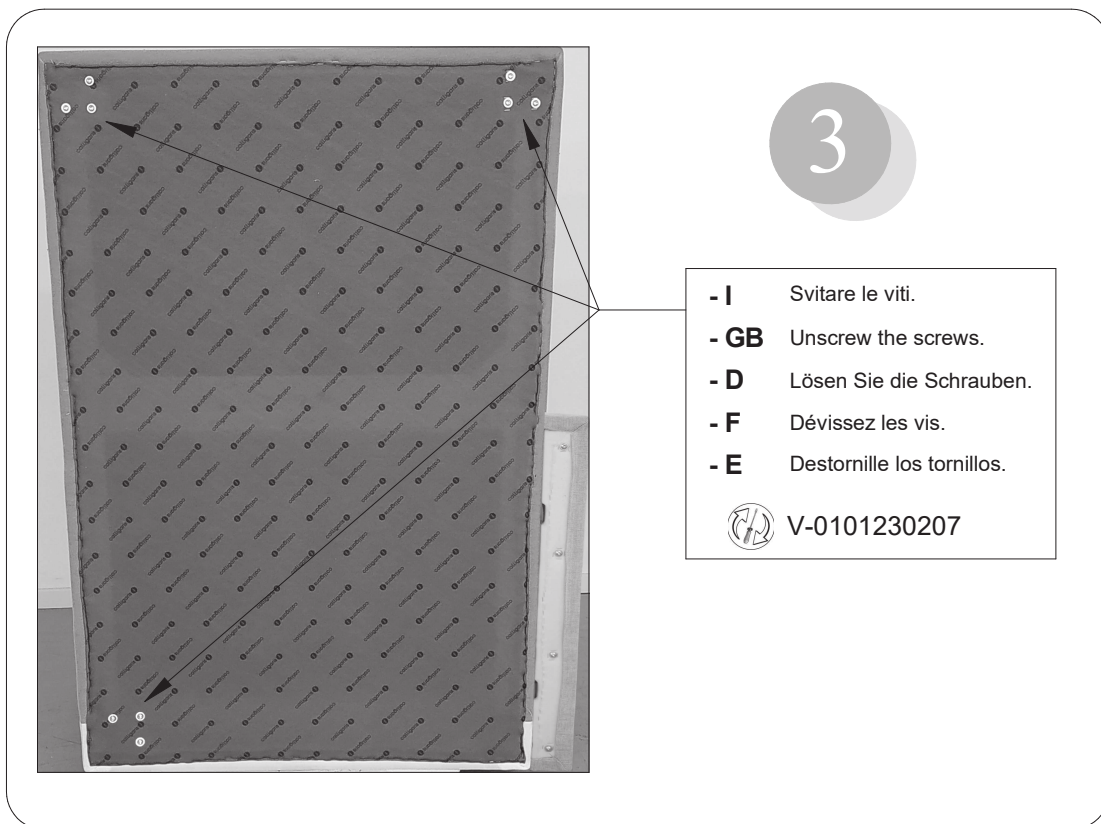 3
- I Svitare le viti.
- GB Unscrew the screws.
- D Lösen Sie die Schrauben.
- F Dévissez les vis.
- E Destornille los tornillos.
V-0101230207